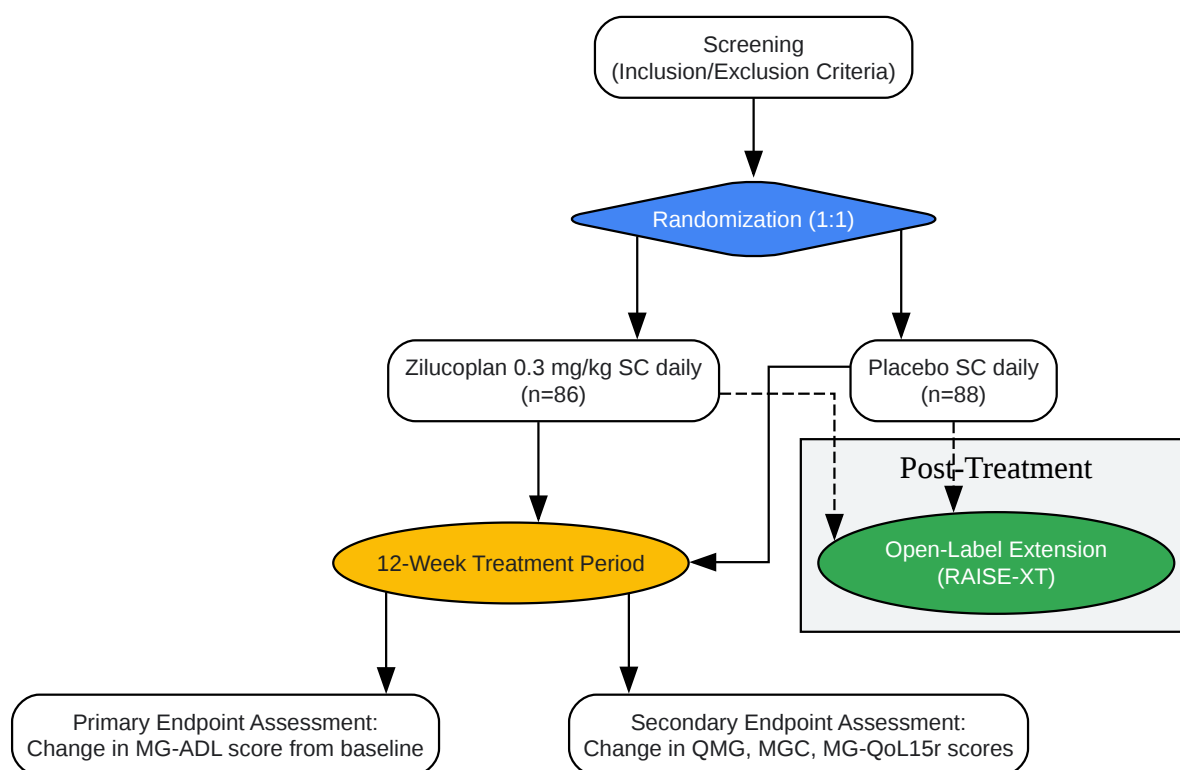 Screening
(Inclusion/Exclusion Criteria)
Randomization (1:1)
Zilucoplan 0.3 mg/kg SC daily
(n=86)
Placebo SC daily
(n=88)
Post-Treatment
12-Week Treatment Period
Open-Label Extension
(RAISE-XT)
Primary Endpoint Assessment:
Change in MG-ADL score from baseline
Secondary Endpoint Assessment:
Change in QMG, MGC, MG-QoL15r scores